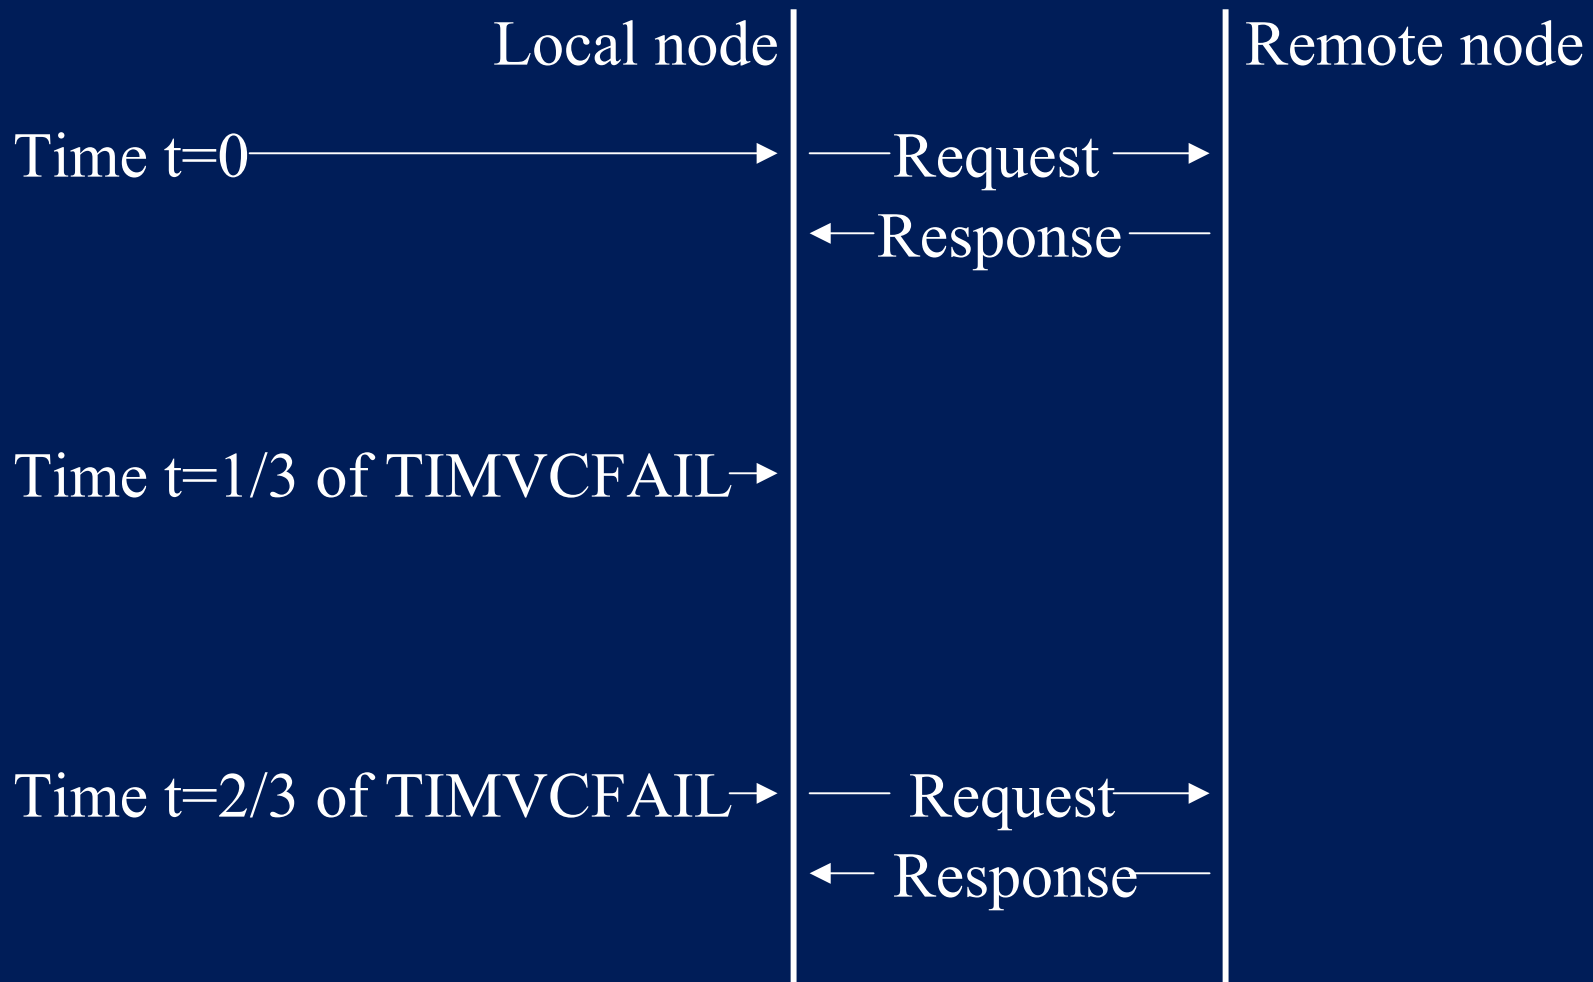 Local node
Remote node
Time t=0
Request
Response
Time t=1/3 of TIMVCFAIL
Time t=2/3 of TIMVCFAIL
Request
Response